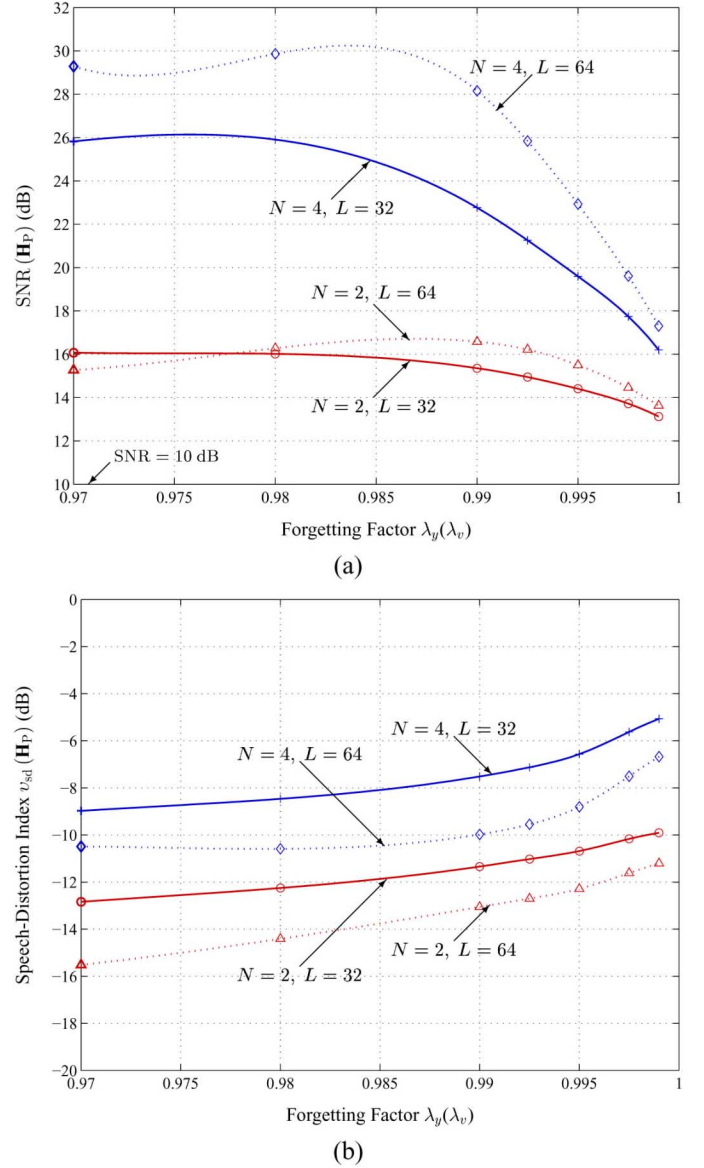 32
30
28
26
24
22
20
18
16
14
12
10
SNR (H_P) (dB)
N = 4, L = 64
N = 4, L = 32
N = 2, L = 64
N = 2, L = 32
SNR = 10 dB
0.97 0.975 0.98 0.985 0.99 0.995 1
Forgetting Factor λ_y(λ_v)
(a)
0
−2
−4
−6
−8
−10
−12
−14
−16
−18
−20
Speech-Distortion Index υ_sd (H_P) (dB)
N = 4, L = 32
N = 4, L = 64
N = 2, L = 64
N = 2, L = 32
0.97 0.975 0.98 0.985 0.99 0.995 1
Forgetting Factor λ_y(λ_v)
(b)